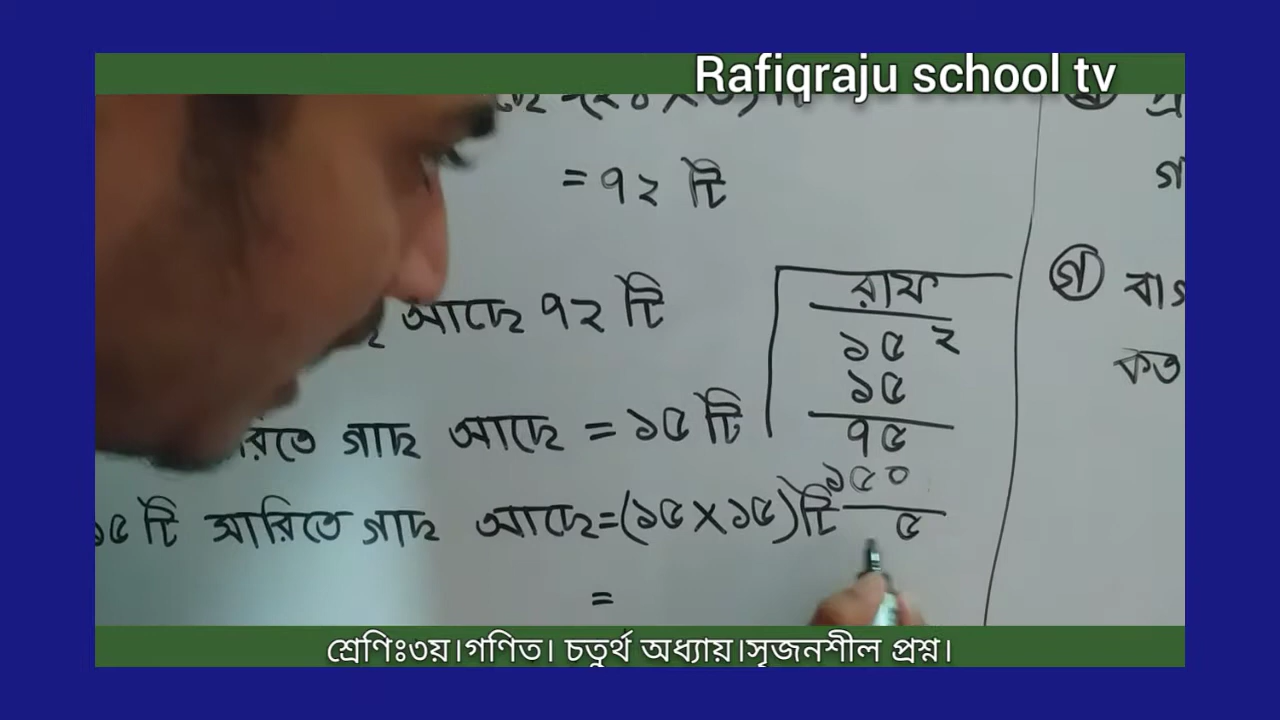 Rafiqraju school tv
= ৭২ টি
আছে ৭২ টি
গাছ আছে = ১৫ টি
১৫ টি সারিতে গাছ আছে=(১৫×১৫)টি
=
রাফ
১৫ ২
১৫
৭৫
১৫০
৫
গ
শ্রেণিঃ৩য়।গণিত। চতুর্থ অধ্যায়।সৃজনশীল প্রশ্ন।